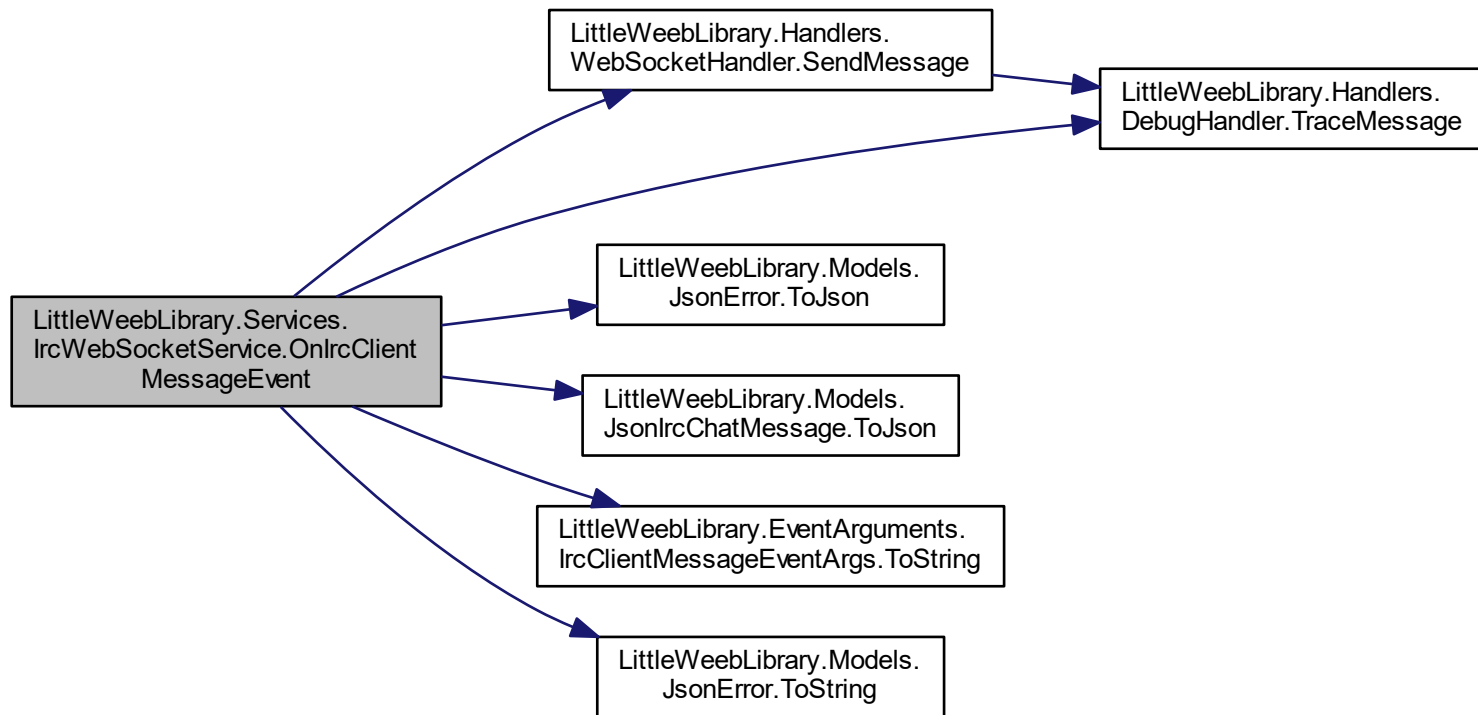 LittleWeebLibrary.Handlers.
WebSocketHandler.SendMessage
LittleWeebLibrary.Handlers.
DebugHandler.TraceMessage
LittleWeebLibrary.Models.
JsonError.ToJson
LittleWeebLibrary.Services.
IrcWebSocketService.OnIrcClient
MessageEvent
LittleWeebLibrary.Models.
JsonIrcChatMessage.ToJson
LittleWeebLibrary.EventArguments.
IrcClientMessageEventArgs.ToString
LittleWeebLibrary.Models.
JsonError.ToString